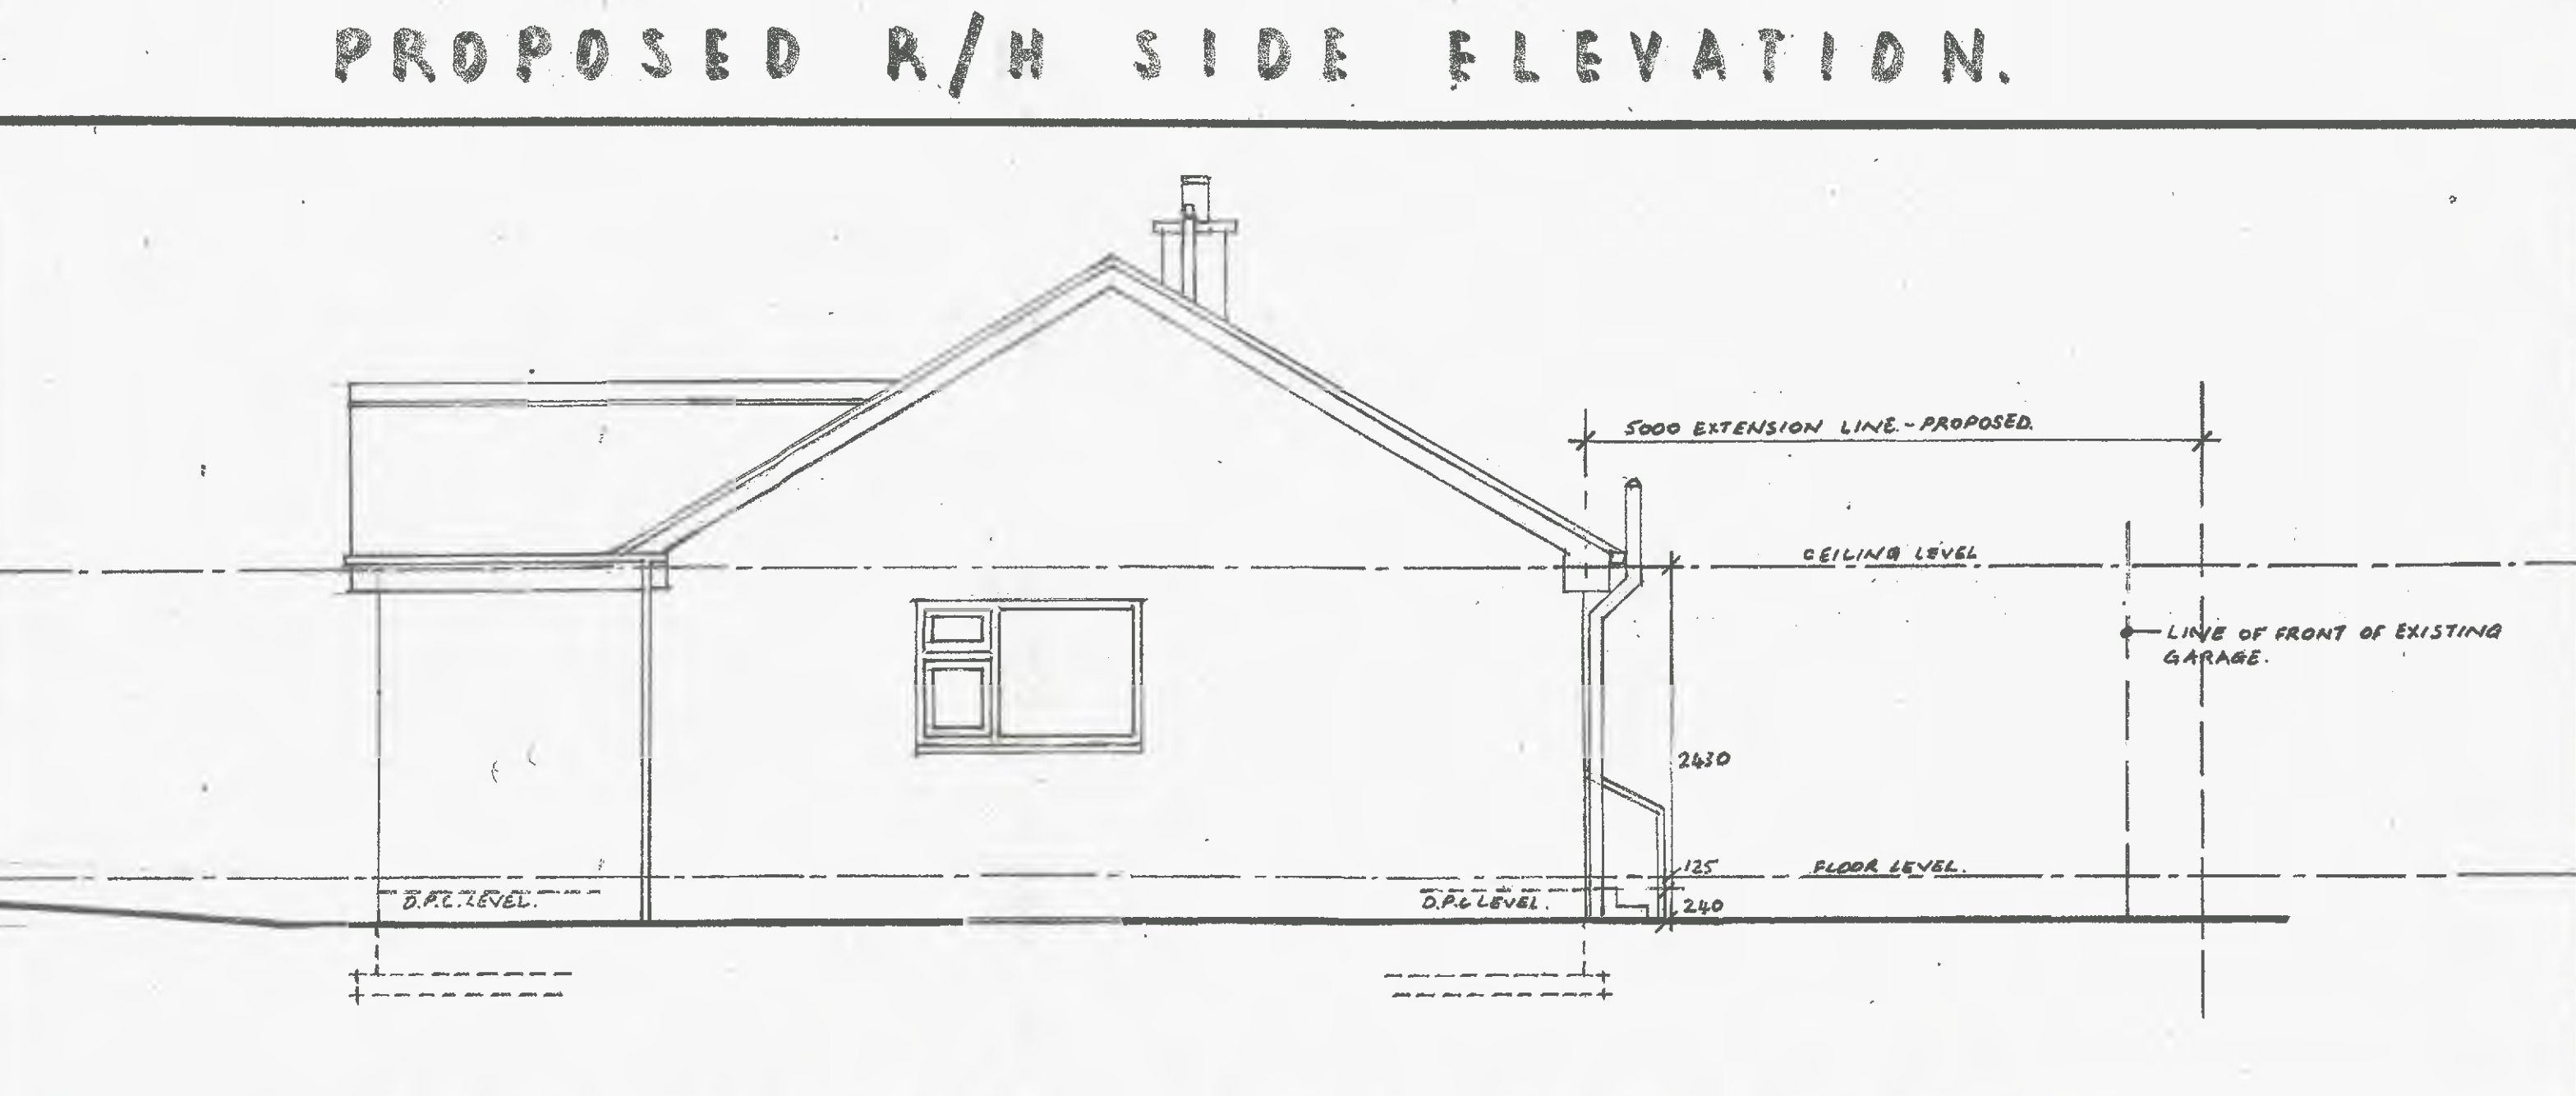 PROPOSED R/H SIDE ELEVATION.
5000 EXTENSION LINE.-PROPOSED.
CEILING LEVEL
LINE OF FRONT OF EXISTING
GARAGE.
2430
125
FLOOR LEVEL.
D.P.C. LEVEL.
D.P.C LEVEL.
240